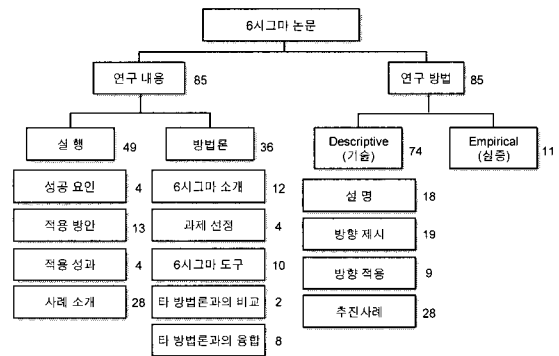 6시그마 논문
연구 내용 85
연구 방법 85
실 행 49
방법론 36
Descriptive
(기술) 74
Empirical
(실증) 11
성공 요인 4
적용 방안 13
적용 성과 4
사례 소개 28
6시그마 소개 12
과제 선정 4
6시그마 도구 10
타 방법론과의 비교 2
타 방법론과의 융합 8
설 명 18
방향 제시 19
방향 적용 9
추진사례 28